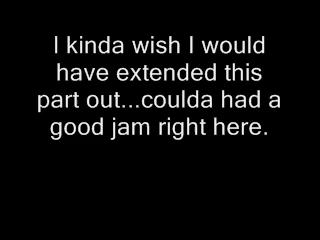 I kinda wish I would
have extended this
part out...coulda had a
good jam right here.